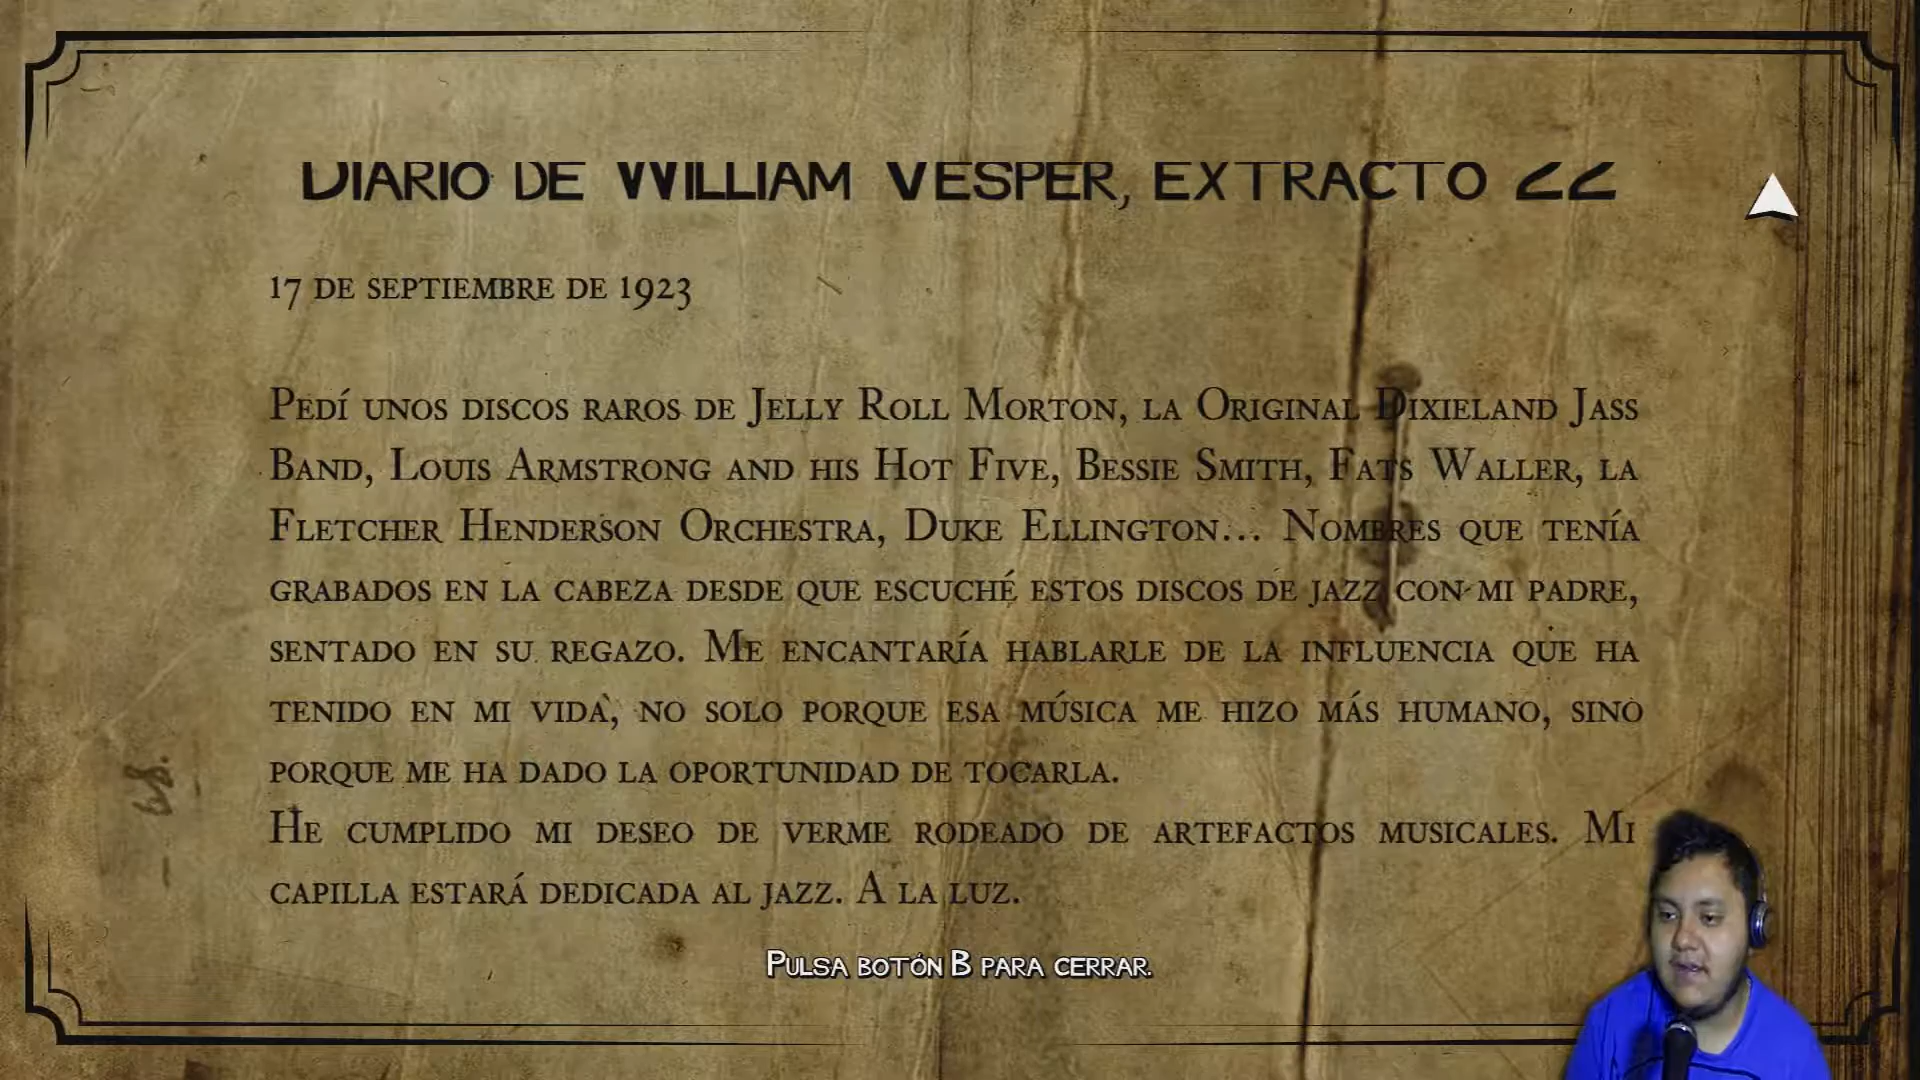 DIARIO DE WILLIAM VESPER, EXTRACTO 22
17 DE SEPTIEMBRE DE 1923
PEDÍ UNOS DISCOS RAROS DE JELLY ROLL MORTON, LA ORIGINAL DIXIELAND JASS
BAND, LOUIS ARMSTRONG AND HIS HOT FIVE, BESSIE SMITH, FATS WALLER, LA
FLETCHER HENDERSON ORCHESTRA, DUKE ELLINGTON... NOMBRES QUE TENÍA
GRABADOS EN LA CABEZA DESDE QUE ESCUCHÉ ESTOS DISCOS DE JAZZ CON MI PADRE,
SENTADO EN SU REGAZO. ME ENCANTARÍA HABLARLE DE LA INFLUENCIA QUE HA
TENIDO EN MI VIDA, NO SOLO PORQUE ESA MÚSICA ME HIZO MÁS HUMANO, SINO
PORQUE ME HA DADO LA OPORTUNIDAD DE TOCARLA.
HE CUMPLIDO MI DESEO DE VERME RODEADO DE ARTEFACTOS MUSICALES. MI
CAPILLA ESTARÁ DEDICADA AL JAZZ. A LA LUZ.
PULSA BOTÓN B PARA CERRAR.